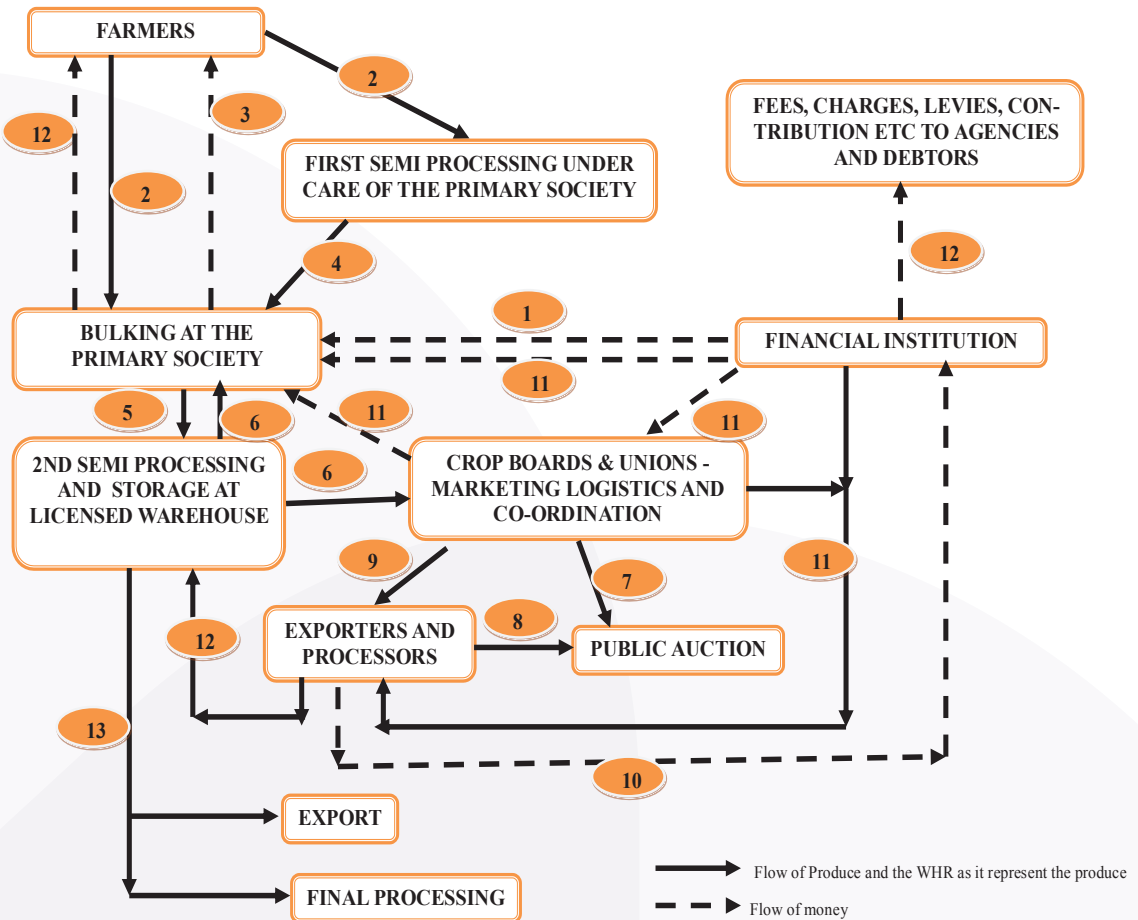 FARMERS
2
12
3
2
FEES, CHARGES, LEVIES, CON-
TRIBUTION ETC TO AGENCIES
AND DEBTORS
FIRST SEMI PROCESSING UNDER
CARE OF THE PRIMARY SOCIETY
4
12
1
BULKING AT THE
PRIMARY SOCIETY
FINANCIAL INSTITUTION
11
5
6
11
11
2ND SEMI PROCESSING
AND STORAGE AT
LICENSED WAREHOUSE
6
CROP BOARDS & UNIONS -
MARKETING LOGISTICS AND
CO-ORDINATION
9
7
11
12
EXPORTERS AND
PROCESSORS
8
PUBLIC AUCTION
13
10
EXPORT
FINAL PROCESSING
Flow of Produce and the WHR as it represent the produce
Flow of money